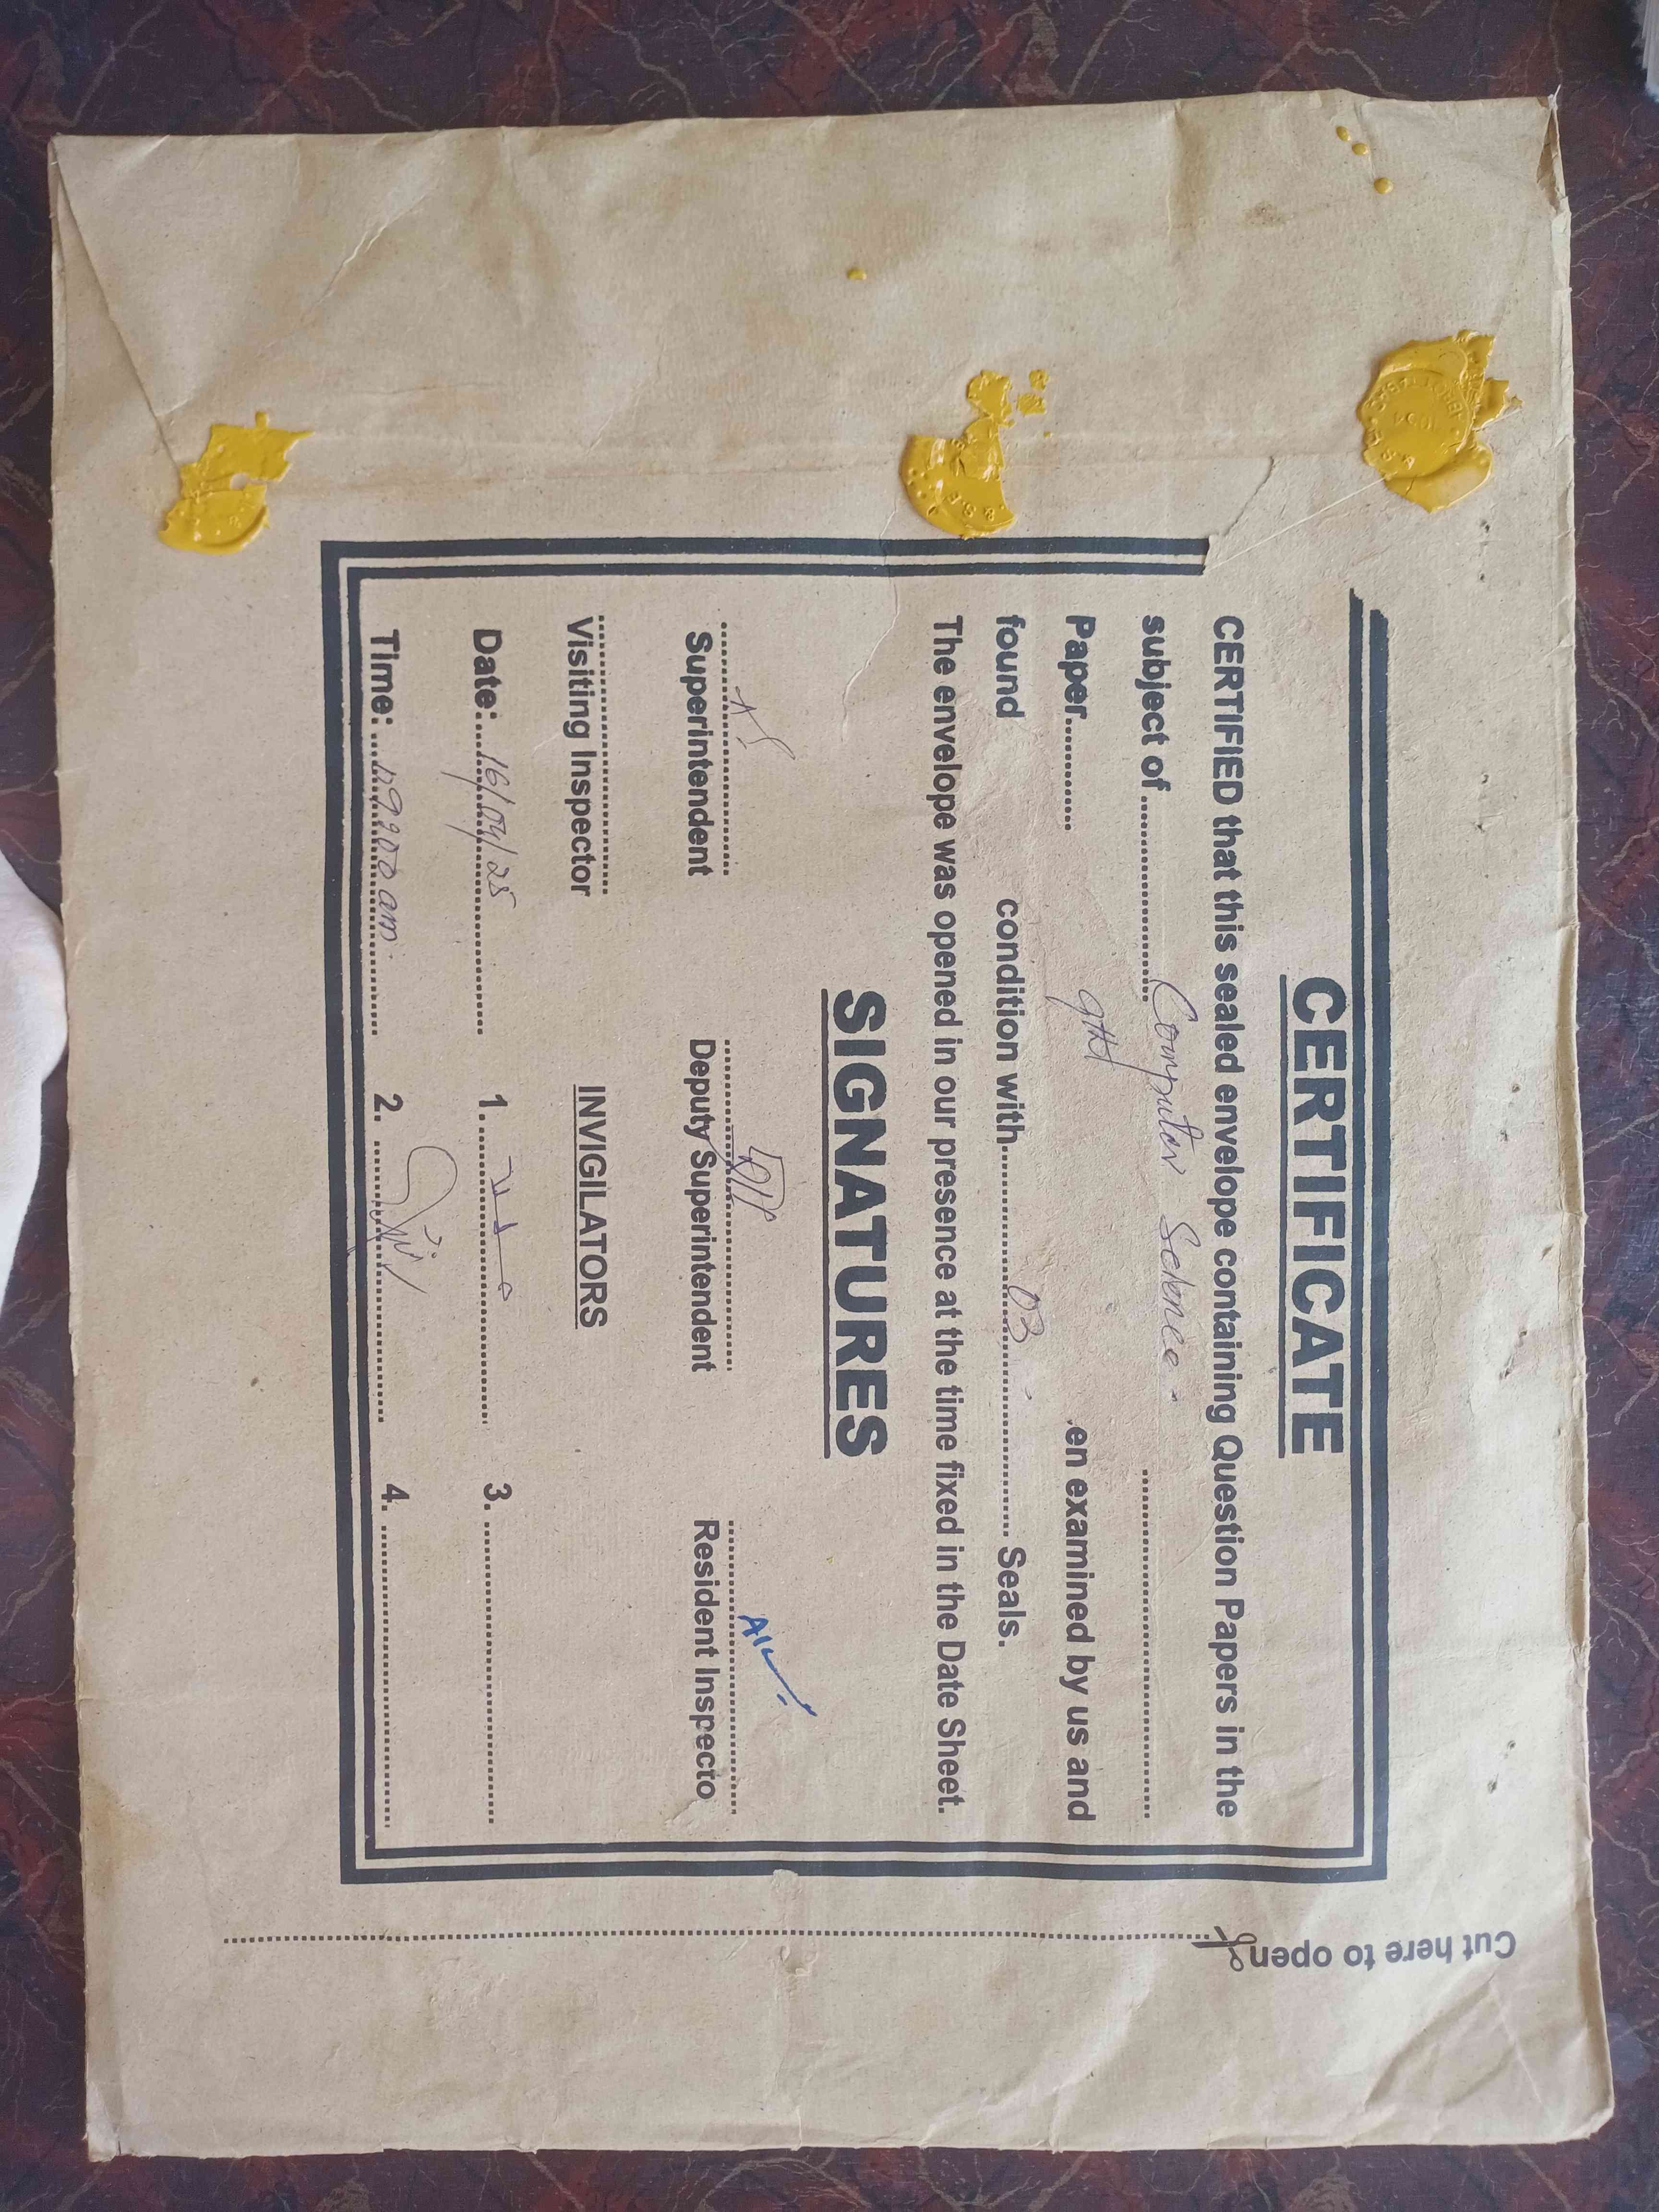 CERTIFICATE
CERTIFIED that this sealed envelope containing Question Papers in the
subject of .................... Computer Science. ....................
Paper............ 9th .en examined by us and
found condition with.................... 03 .................... Seals.
The envelope was opened in our presence at the time fixed in the Date Sheet.
SIGNATURES
Superintendent Deputy Superintendent Resident Inspecto
Visiting Inspector INVIGILATORS
Date:....16/04/25.................... 1..................... 3. ....................
Time: ....................am.................... 2. .................... 4. ....................
Cut here to open